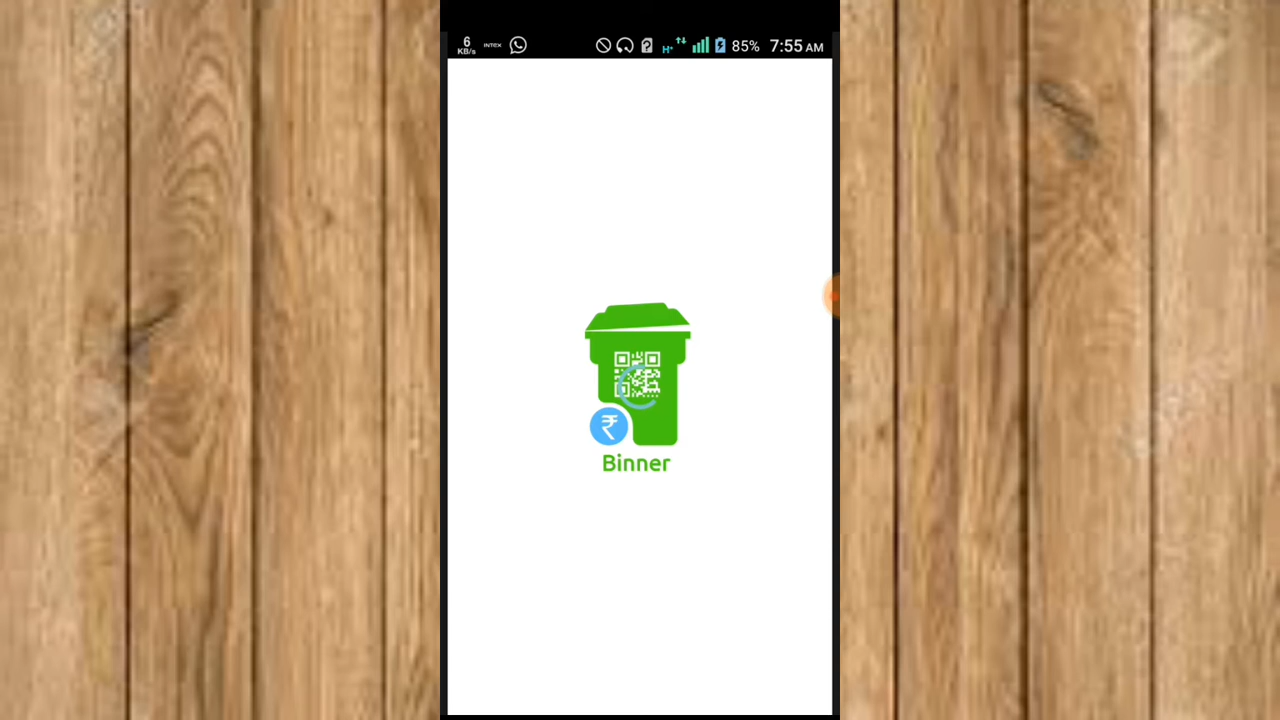 6
KB/s
INTEX
H+
85%
7:55 AM
₹
Binner